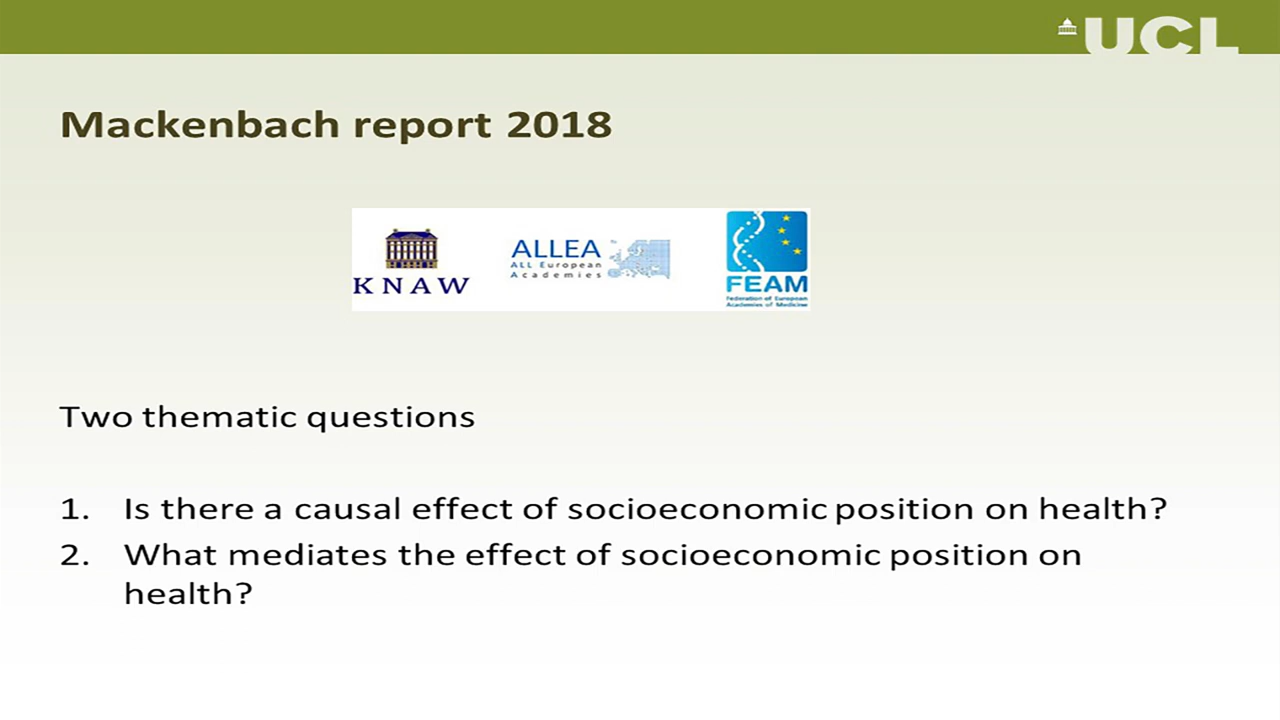 UCL
Mackenbach report 2018
KNAW
ALLEA
ALL European
Academies
FEAM
Federation of European
Academies of Medicine
Two thematic questions
1. Is there a causal effect of socioeconomic position on health?
2. What mediates the effect of socioeconomic position on
health?